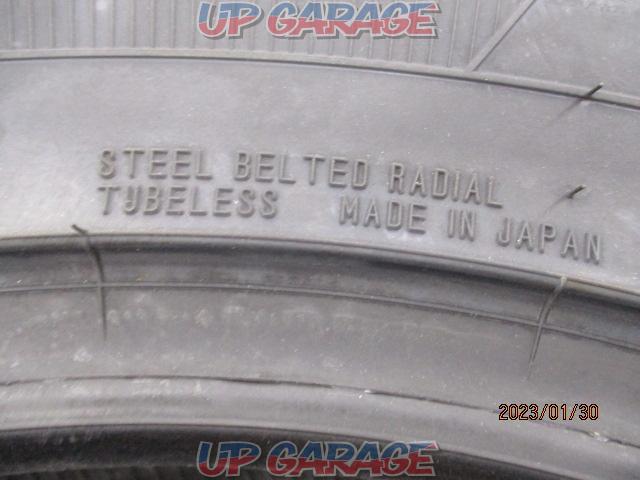 UP GARAGE
STEEL BELTED RADIAL
TUBELESS MADE IN JAPAN
2023/01/30
UP GARAGE